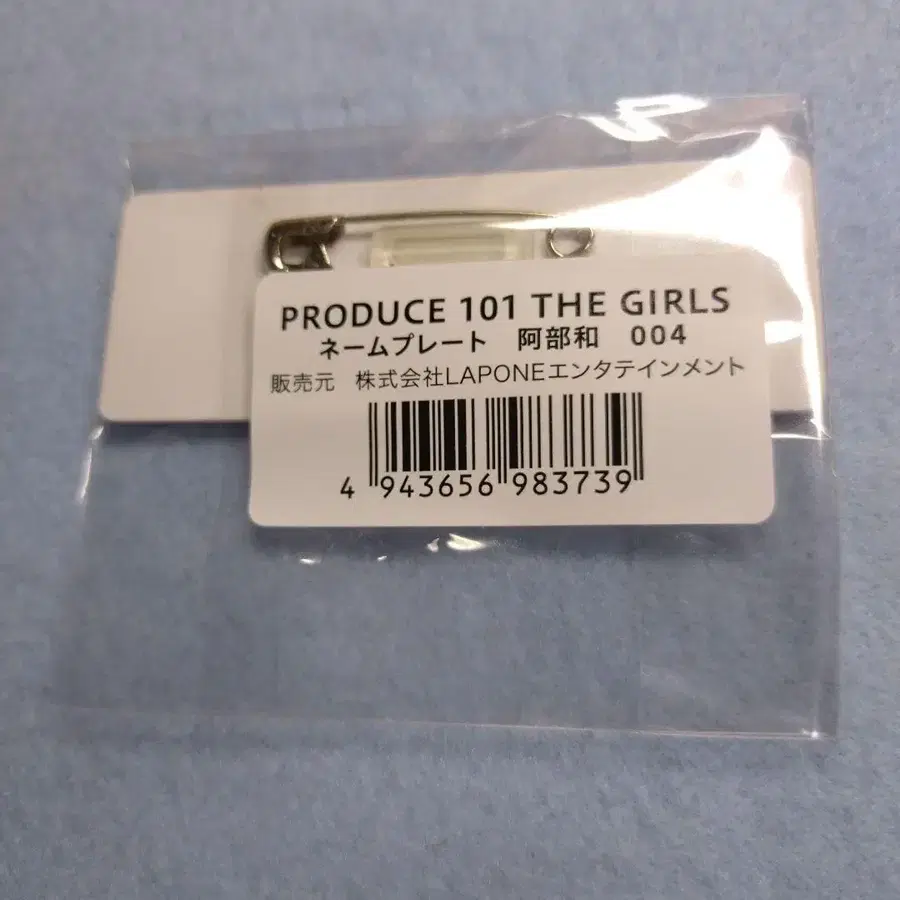 PRODUCE 101 THE GIRLS
ネームプレート　阿部和　004
販売元　株式会社LAPONEエンタテインメント
4 943656 983739